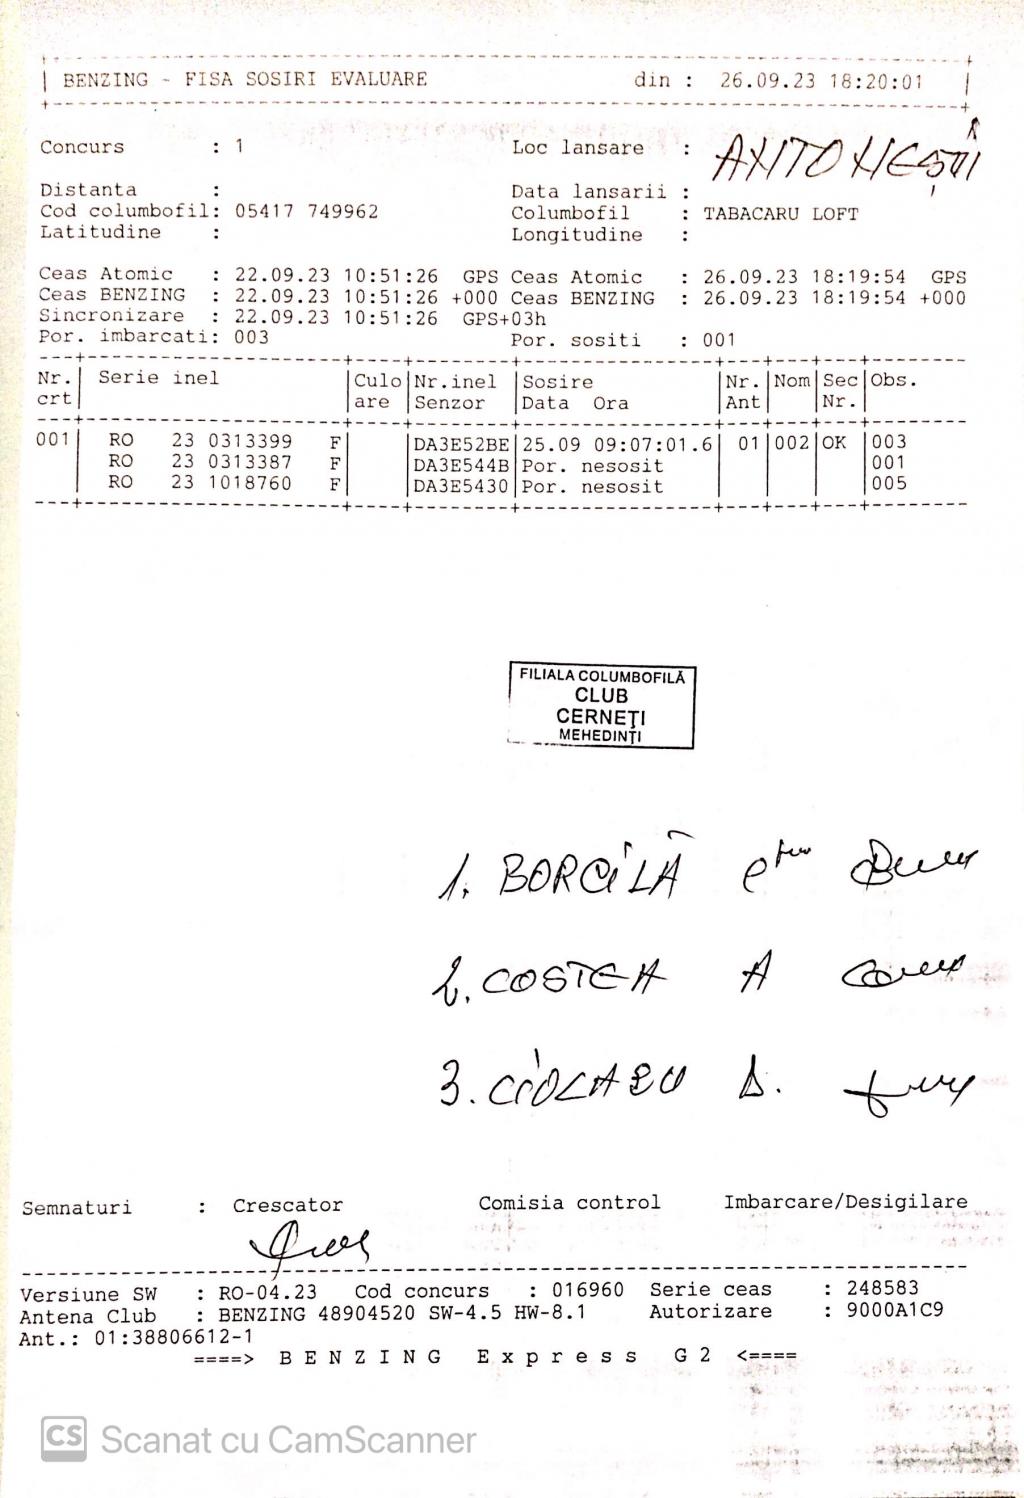 BENZING - FISA SOSIRI EVALUARE din : 26.09.23 18:20:01
Concurs : 1 Loc lansare :
Distanta : Data lansarii :
Cod columbofil: 05417 749962 Columbofil : TABACARU LOFT
Latitudine : Longitudine :
Ceas Atomic : 22.09.23 10:51:26 GPS Ceas Atomic : 26.09.23 18:19:54 GPS
Ceas BENZING : 22.09.23 10:51:26 +000 Ceas BENZING : 26.09.23 18:19:54 +000
Sincronizare : 22.09.23 10:51:26 GPS+03h
Por. imbarcati: 003 Por. sositi : 001
Nr. Serie inel Culo Nr.inel Sosire Nr. Nom Sec Obs.
crt are Senzor Data Ora Ant Nr.
001 RO 23 0313399 F DA3E52BE 25.09 09:07:01.6 01 002 OK 003
RO 23 0313387 F DA3E544B Por. nesosit 001
RO 23 1018760 F DA3E5430 Por. nesosit 005
FILIALA COLUMBOFILĂ
CLUB
CERNEȚI
MEHEDINȚI
1. BORCILĂ
2. COSTEA A
3.
Semnaturi : Crescator Comisia control Imbarcare/Desigilare
Versiune SW : RO-04.23 Cod concurs : 016960 Serie ceas : 248583
Antena Club : BENZING 48904520 SW-4.5 HW-8.1 Autorizare : 9000A1C9
Ant.: 01:38806612-1
====> BENZING Express G2 <====
CS Scanat cu CamScanner